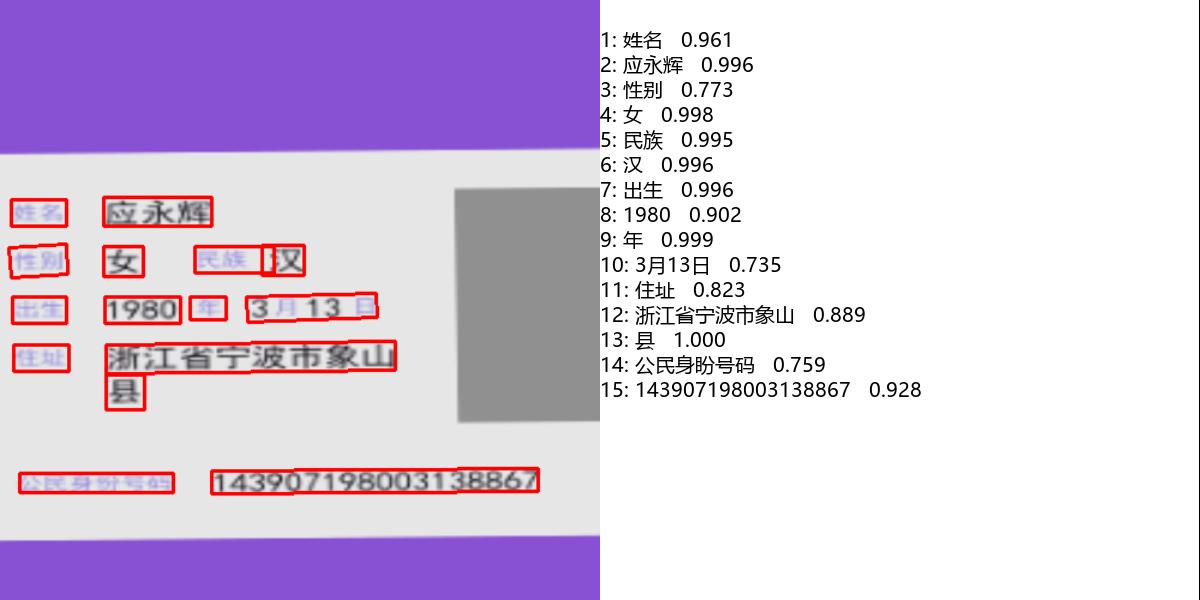 姓名 应永辉
性别 女 民族 汉
出生 1980 年 3 月 13 日
住址 浙江省宁波市象山
县
公民身份号码 143907198003138867
1: 姓名 0.961
2: 应永辉 0.996
3: 性别 0.773
4: 女 0.998
5: 民族 0.995
6: 汉 0.996
7: 出生 0.996
8: 1980 0.902
9: 年 0.999
10: 3月13日 0.735
11: 住址 0.823
12: 浙江省宁波市象山 0.889
13: 县 1.000
14: 公民身盼号码 0.759
15: 143907198003138867 0.928